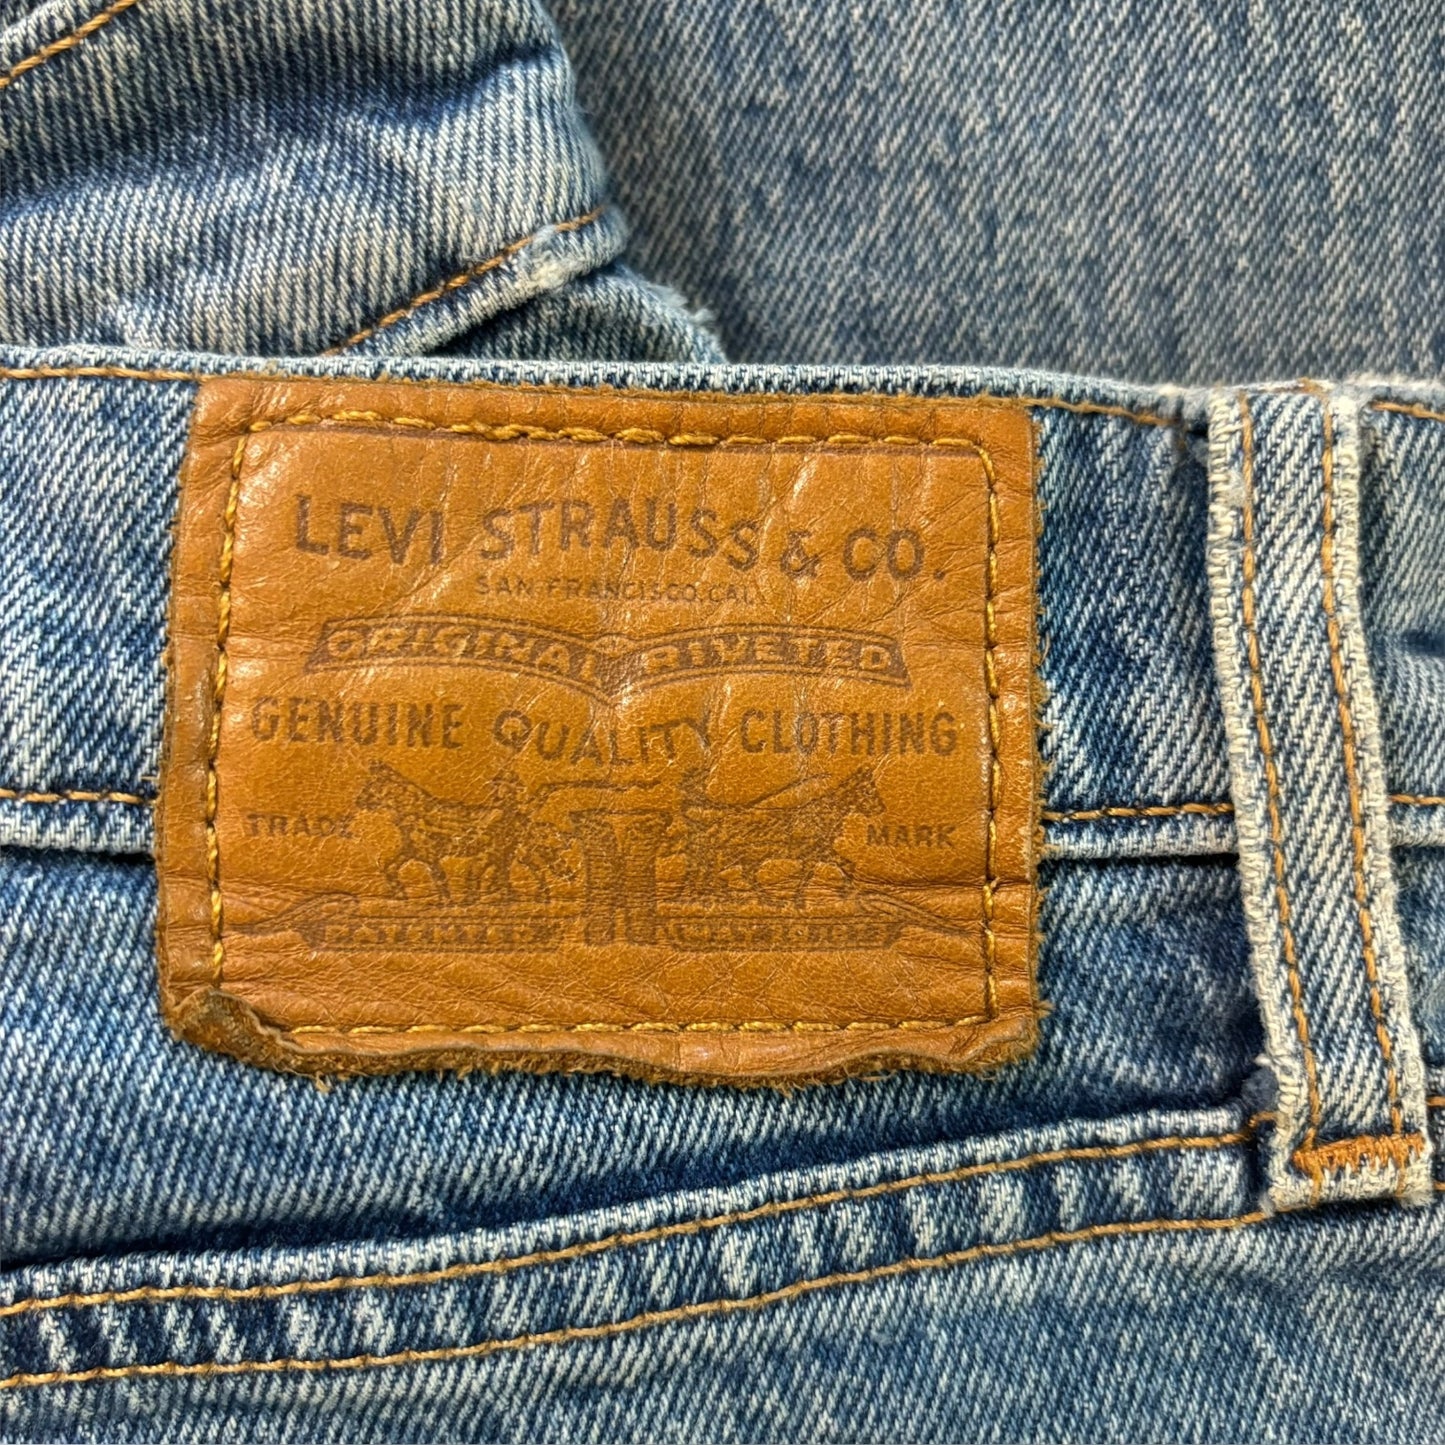 LEVI STRAUSS & CO.
SAN FRANCISCO, CAL.
ORIGINAL RIVETED
GENUINE QUALITY CLOTHING
TRADE MARK